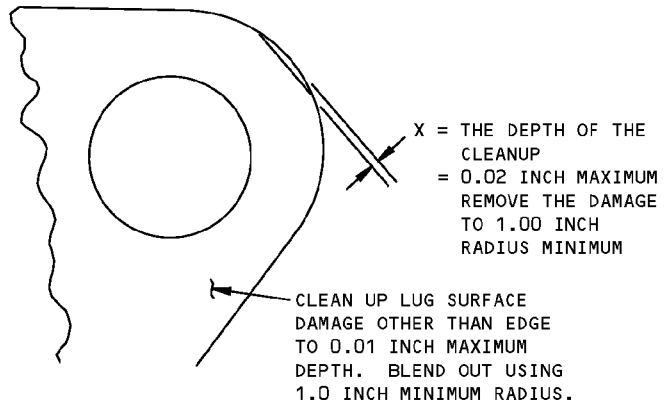 X = THE DEPTH OF THE
CLEANUP
= 0.02 INCH MAXIMUM
REMOVE THE DAMAGE
TO 1.00 INCH
RADIUS MINIMUM
CLEAN UP LUG SURFACE
DAMAGE OTHER THAN EDGE
TO 0.01 INCH MAXIMUM
DEPTH. BLEND OUT USING
1.0 INCH MINIMUM RADIUS.